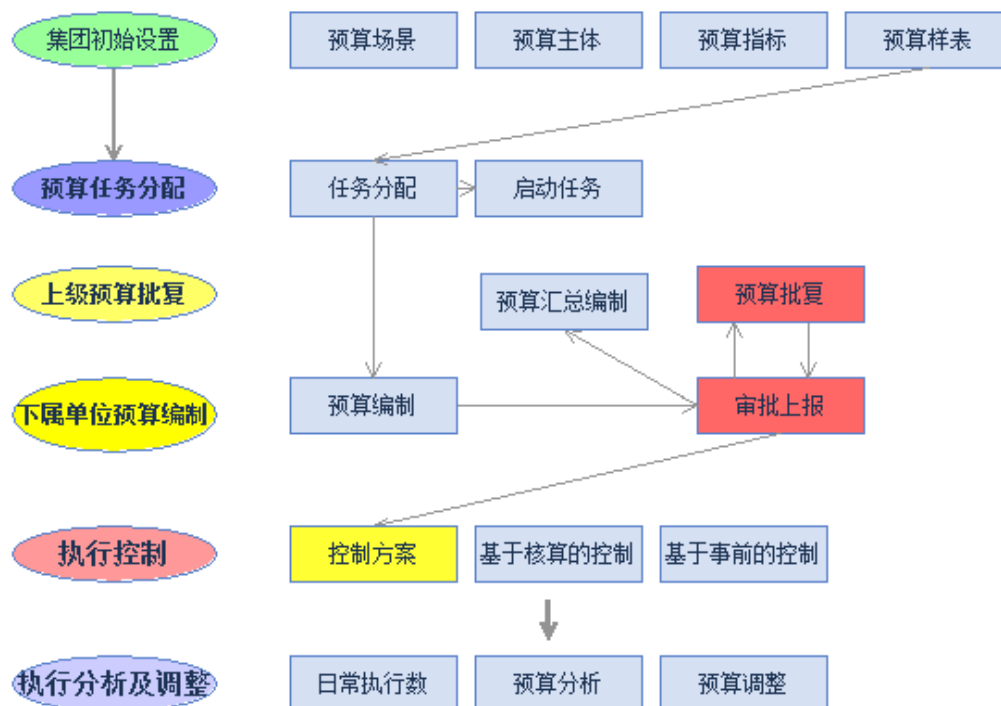 集团初始设置
预算场景
预算主体
预算指标
预算样表
预算任务分配
任务分配
启动任务
上级预算批复
预算汇总编制
预算批复
下属单位预算编制
预算编制
审批上报
执行控制
控制方案
基于核算的控制
基于事前的控制
执行分析及调整
日常执行数
预算分析
预算调整